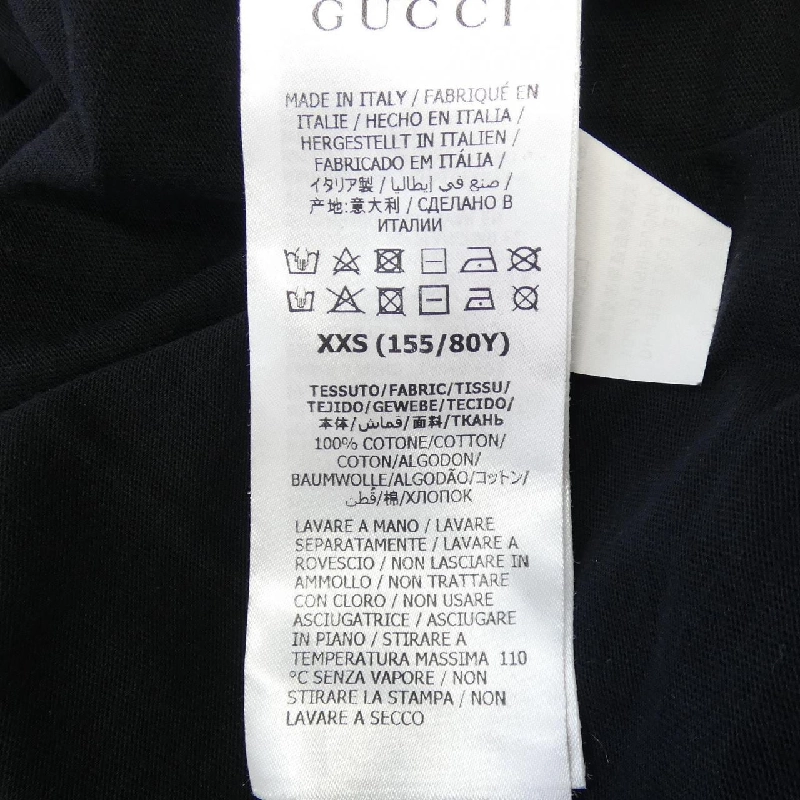 GUCCI
MADE IN ITALY / FABRIQUÉ EN
ITALIE / HECHO EN ITALIA /
HERGESTELLT IN ITALIEN /
FABRICADO EM ITÁLIA /
イタリア製 / صنع في إيطاليا /
产地:意大利 / СДЕЛАНО В
ИТАЛИИ
XXS (155/80Y)
TESSUTO/FABRIC/TISSU/
TEJIDO/GEWEBE/TECIDO/
本体/قماش/面料/ТКАНЬ
100% COTONE/COTTON/
COTON/ALGODON/
BAUMWOLLE/ALGODÃO/コットン/
قُطن/棉/ХЛОПОК
LAVARE A MANO / LAVARE
SEPARATAMENTE / LAVARE A
ROVESCIO / NON LASCIARE IN
AMMOLLO / NON TRATTARE
CON CLORO / NON USARE
ASCIUGATRICE / ASCIUGARE
IN PIANO / STIRARE A
TEMPERATURA MASSIMA 110
°C SENZA VAPORE / NON
STIRARE LA STAMPA / NON
LAVARE A SECCO